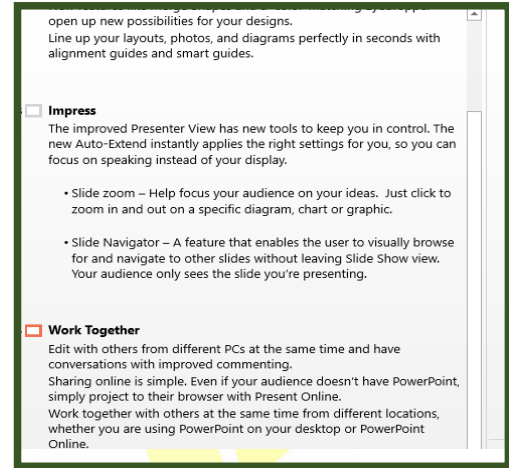 open up new possibilities for your designs.
Line up your layouts, photos, and diagrams perfectly in seconds with
alignment guides and smart guides.
Impress
The improved Presenter View has new tools to keep you in control. The
new Auto-Extend instantly applies the right settings for you, so you can
focus on speaking instead of your display.
• Slide zoom – Help focus your audience on your ideas.  Just click to
zoom in and out on a specific diagram, chart or graphic.
• Slide Navigator – A feature that enables the user to visually browse
for and navigate to other slides without leaving Slide Show view.
Your audience only sees the slide you're presenting.
Work Together
Edit with others from different PCs at the same time and have
conversations with improved commenting.
Sharing online is simple. Even if your audience doesn't have PowerPoint,
simply project to their browser with Present Online.
Work together with others at the same time from different locations,
whether you are using PowerPoint on your desktop or PowerPoint
Online.